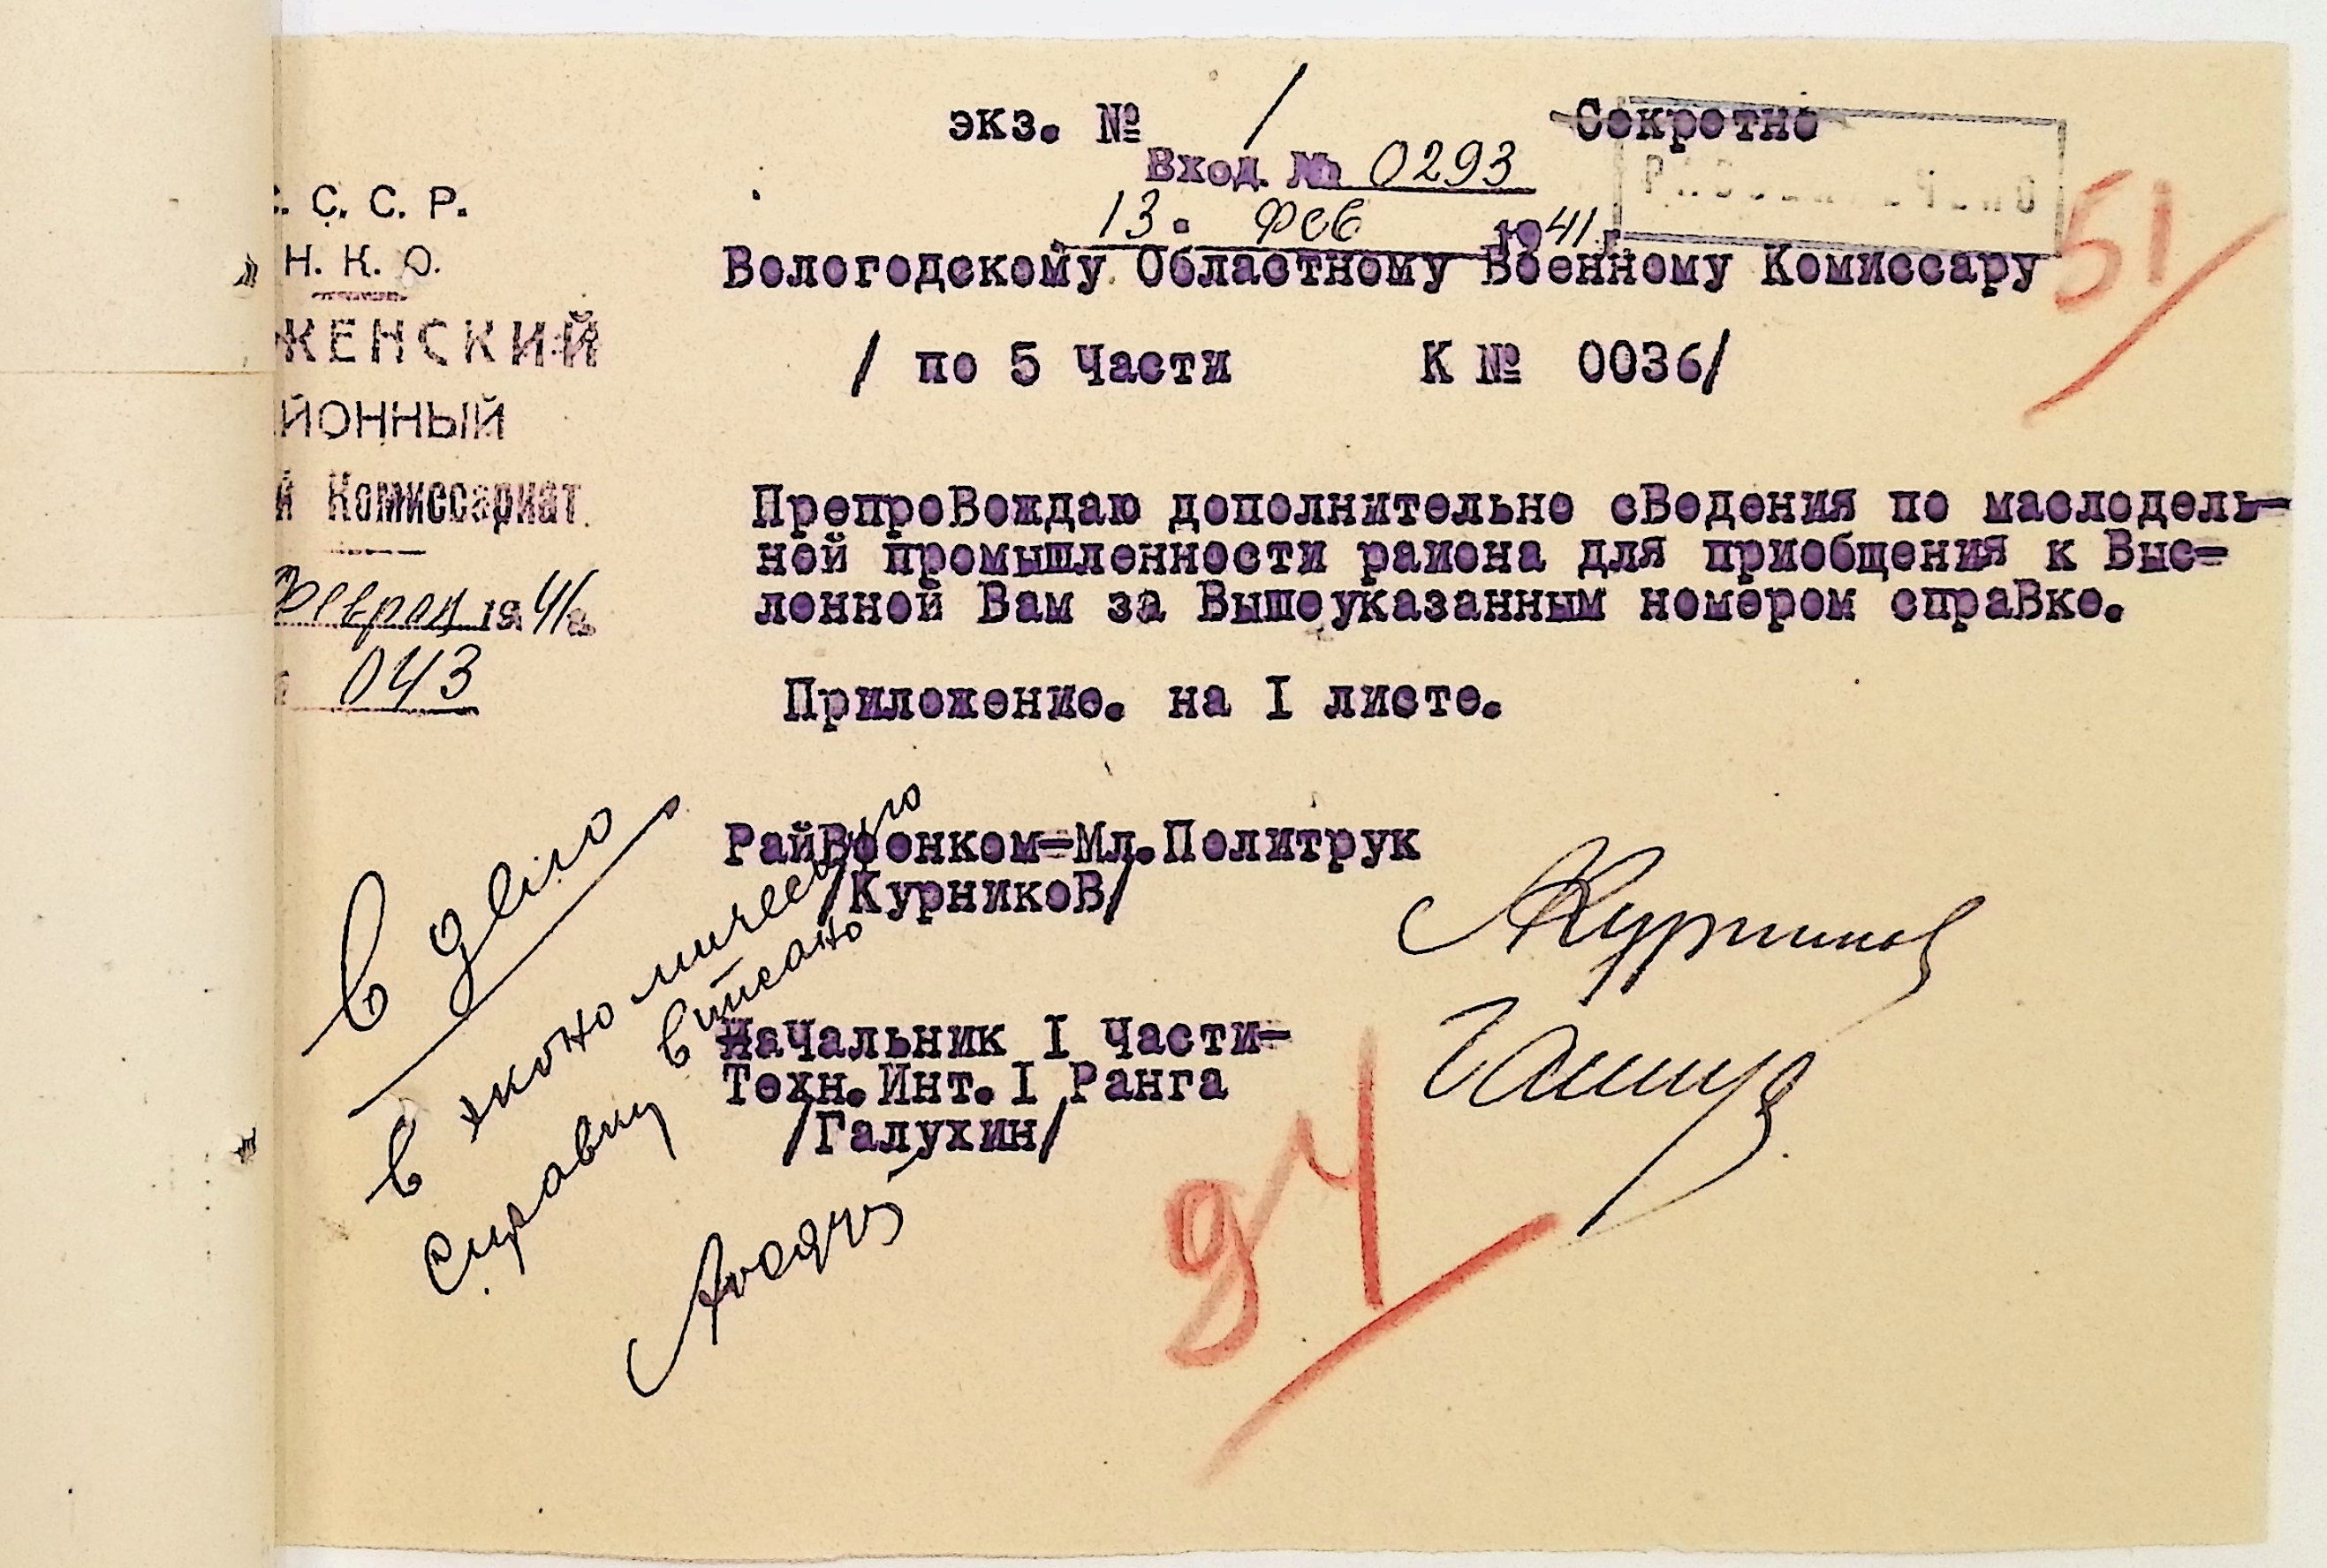 экз. № /
Секретно
Вход. № 0293
13. Фев 1941
51
С. С. Р.
Н. К. О.
ЖЕНСКИЙ
ЙОННЫЙ
й Комиссариат
1941г
043
Вологодскому Областному Военному Комиссару
/ по 5 Части К № 0036/
ПрепроВождаю дополнительно сВедения по маслодель-
ной промышленности района для приобщения к Выс-
ланной Вам за Вышеуказанным номером спраВке.
Приложение. на I листе.
РайВоенком-Мл.Политрук
/КурникоВ/
НаЧальник I Части-
Техн.Инт.I Ранга
/Галухин/
В дело
В экономическую
справку вписано
94